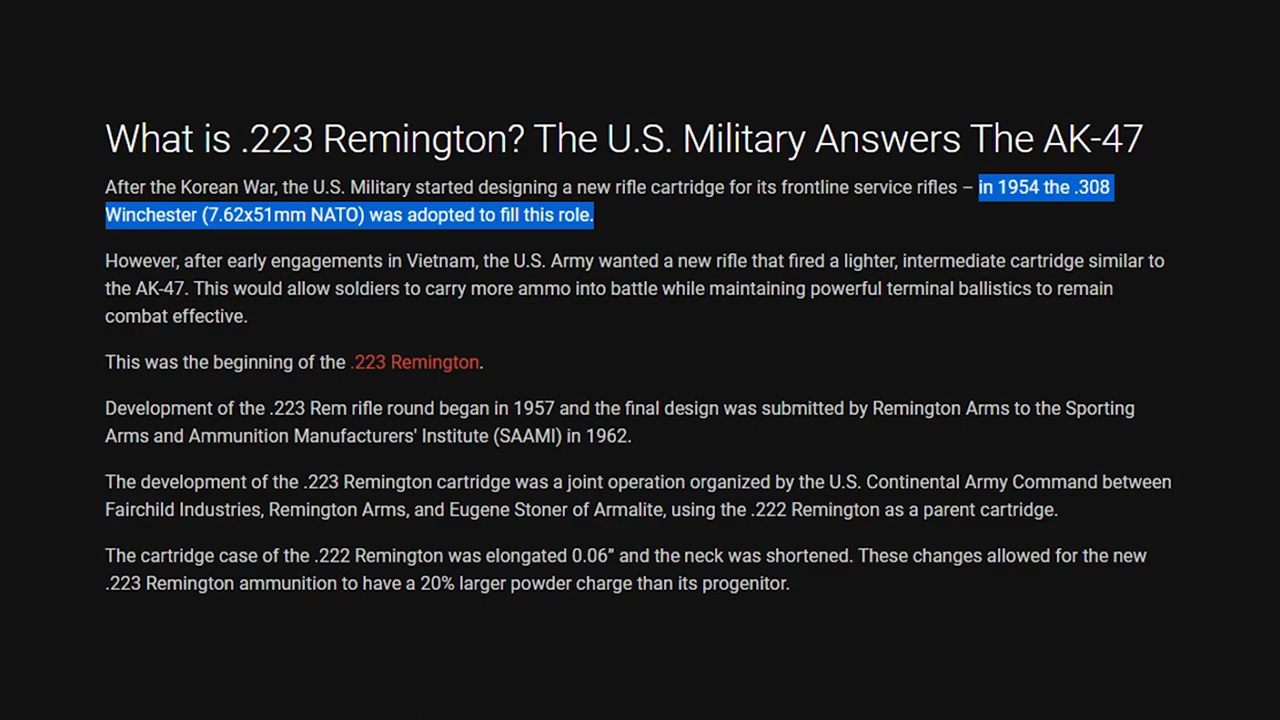 What is .223 Remington? The U.S. Military Answers The AK-47
After the Korean War, the U.S. Military started designing a new rifle cartridge for its frontline service rifles – in 1954 the .308
Winchester (7.62x51mm NATO) was adopted to fill this role.
However, after early engagements in Vietnam, the U.S. Army wanted a new rifle that fired a lighter, intermediate cartridge similar to
the AK-47. This would allow soldiers to carry more ammo into battle while maintaining powerful terminal ballistics to remain
combat effective.
This was the beginning of the .223 Remington.
Development of the .223 Rem rifle round began in 1957 and the final design was submitted by Remington Arms to the Sporting
Arms and Ammunition Manufacturers' Institute (SAAMI) in 1962.
The development of the .223 Remington cartridge was a joint operation organized by the U.S. Continental Army Command between
Fairchild Industries, Remington Arms, and Eugene Stoner of Armalite, using the .222 Remington as a parent cartridge.
The cartridge case of the .222 Remington was elongated 0.06” and the neck was shortened. These changes allowed for the new
.223 Remington ammunition to have a 20% larger powder charge than its progenitor.